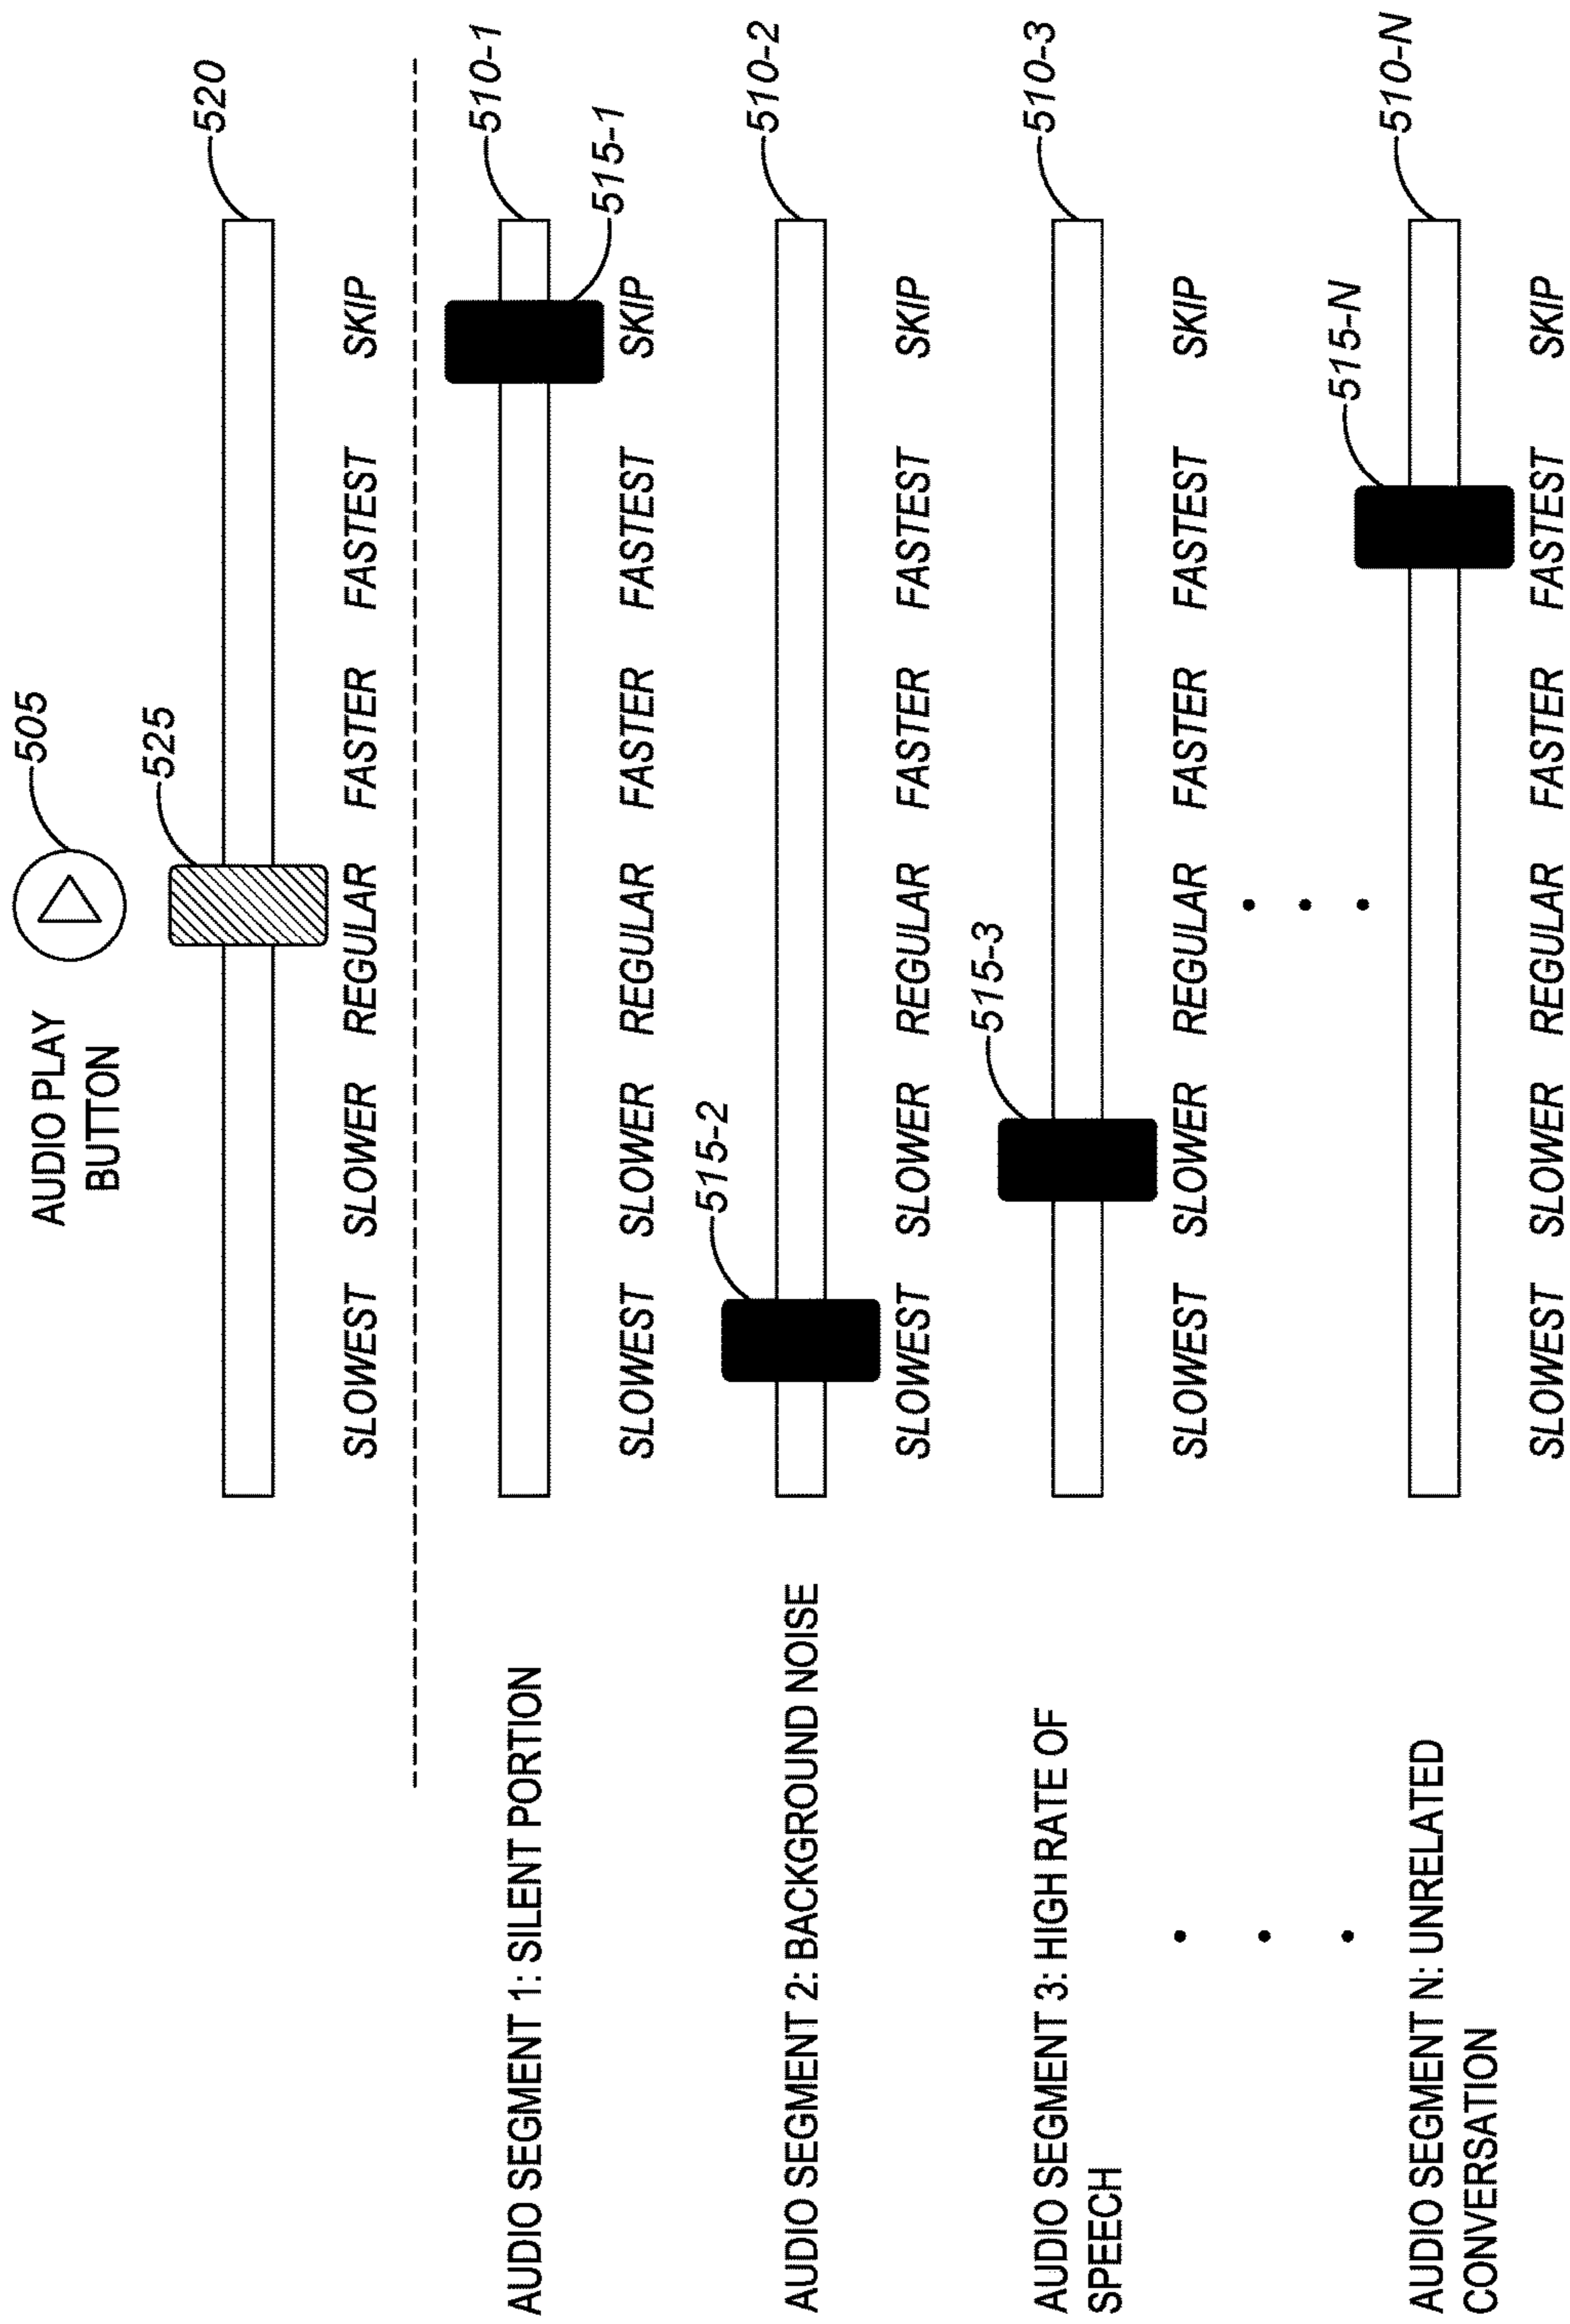 AUDIO PLAY
BUTTON
505
525
520
SLOWEST SLOWER REGULAR FASTER FASTEST SKIP
510-1
AUDIO SEGMENT 1: SILENT PORTION
515-1
SLOWEST SLOWER REGULAR FASTER FASTEST SKIP
515-2
510-2
AUDIO SEGMENT 2: BACKGROUND NOISE
SLOWEST SLOWER REGULAR FASTER FASTEST SKIP
515-3
510-3
AUDIO SEGMENT 3: HIGH RATE OF
SPEECH
SLOWEST SLOWER REGULAR FASTER FASTEST SKIP
515-N
510-N
AUDIO SEGMENT N: UNRELATED
CONVERSATION
SLOWEST SLOWER REGULAR FASTER FASTEST SKIP